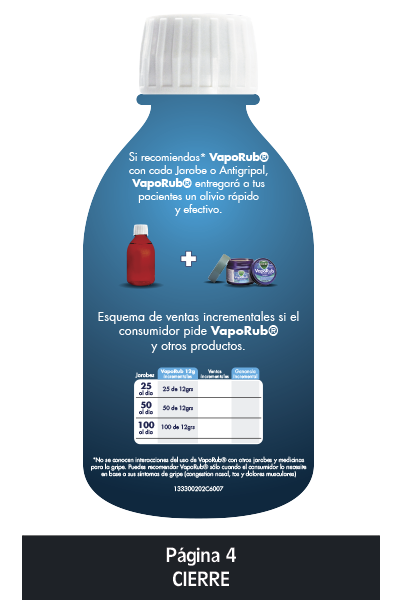 Si recomiendas* VapoRub®
con cada Jarabe o Antigripal,
VapoRub® entregará a tus
pacientes un alivio rápido
y efectivo.
+
VapoRub
Esquema de ventas incrementales si el
consumidor pide VapoRub®
y otros productos.
Jarabes VapoRub 12g incrementales Ventas incrementales Ganancia incremental
25 al día 25 de 12grs
50 al día 50 de 12grs
100 al día 100 de 12grs
*No se conocen interacciones del uso de VapoRub® con otros jarabes y medicinas
para la gripe. Puedes recomendar VapoRub® sólo cuando el consumidor lo necesite
en base a sus síntomas de gripe (congestion nasal, tos y dolores musculares)
133300202C6007
Página 4
CIERRE